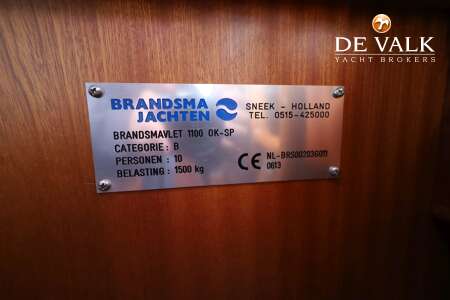 DE VALK
YACHT BROKERS
BRANDSMA
JACHTEN
SNEEK - HOLLAND
TEL. 0515-425000
BRANDSMAVLET 1100 OK-SP
CATEGORIE : B
PERSONEN : 10
BELASTING : 1500 kg
CE
0613